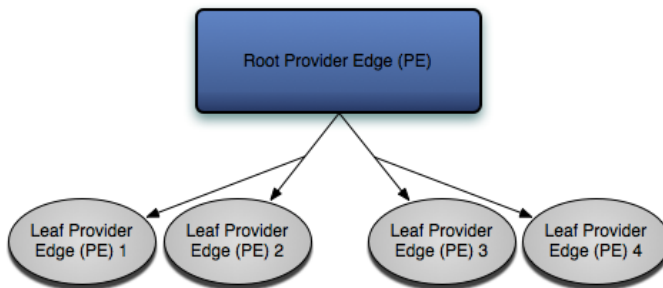 Root Provider Edge (PE)
Leaf Provider
Edge (PE) 1
Leaf Provider
Edge (PE) 2
Leaf Provider
Edge (PE) 3
Leaf Provider
Edge (PE) 4